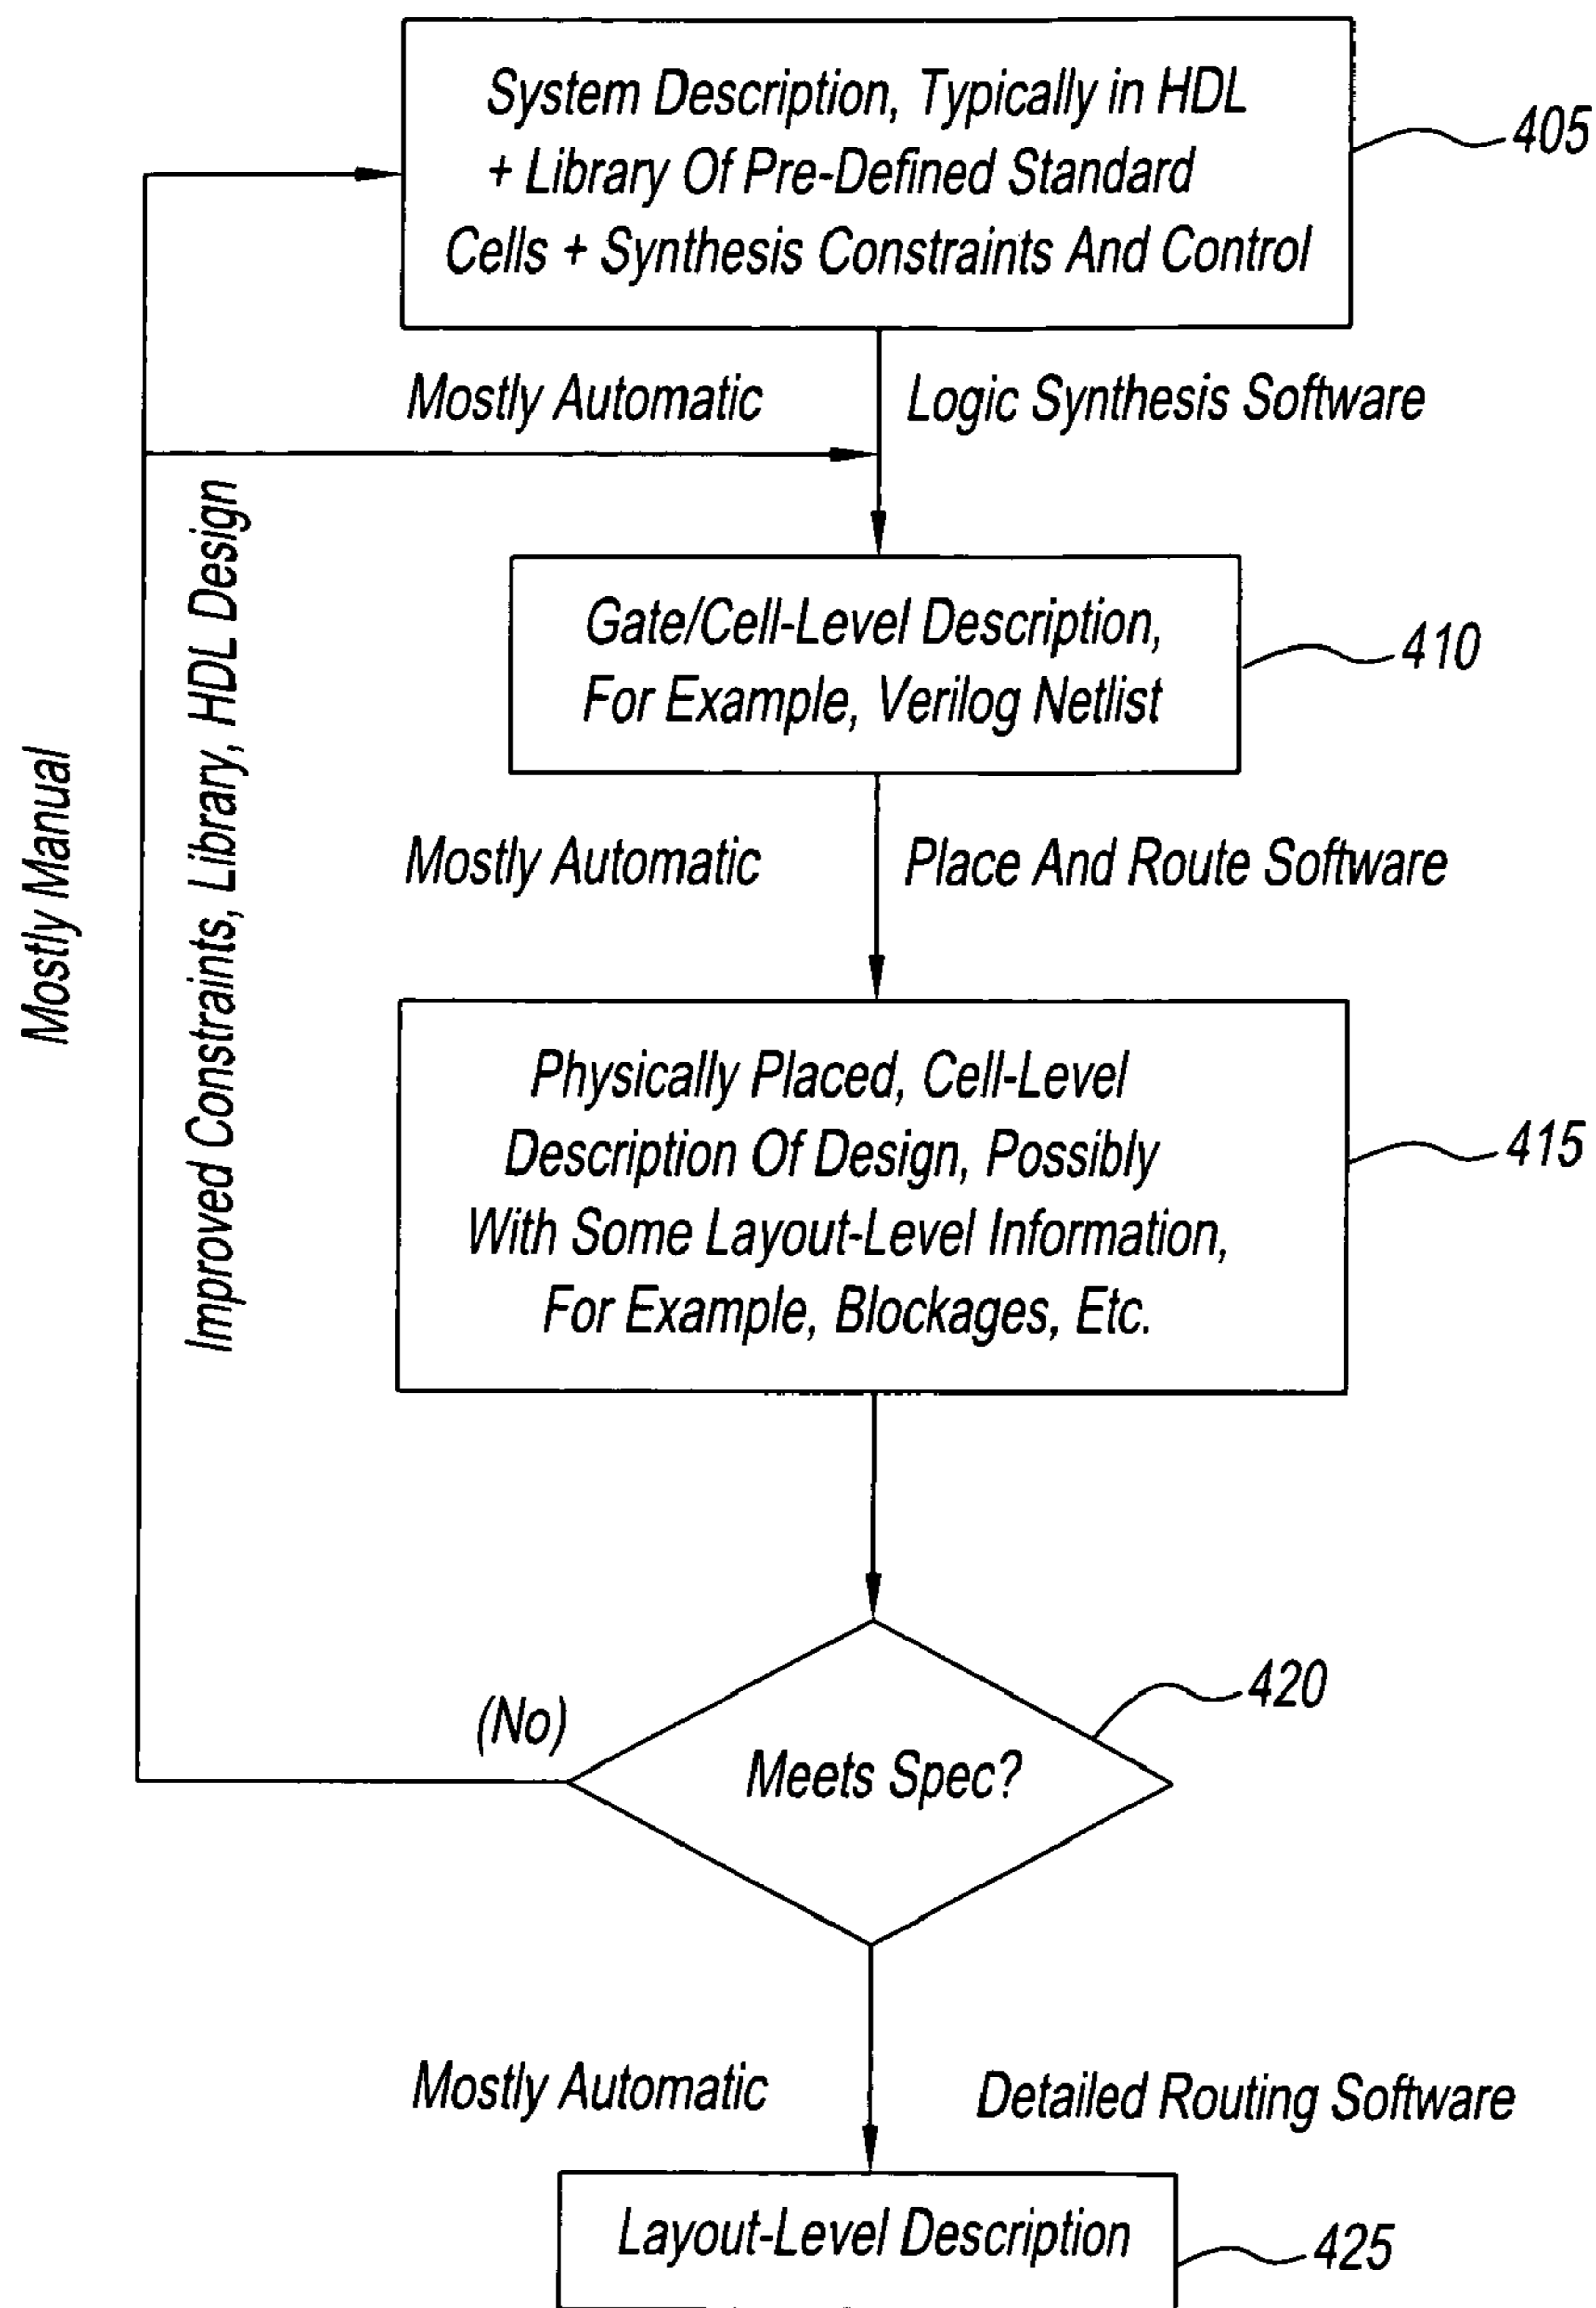 System Description, Typically in HDL
+ Library Of Pre-Defined Standard
Cells + Synthesis Constraints And Control
405
Mostly Automatic
Logic Synthesis Software
Gate/Cell-Level Description,
For Example, Verilog Netlist
410
Mostly Manual
Improved Constraints, Library, HDL Design
Mostly Automatic
Place And Route Software
Physically Placed, Cell-Level
Description Of Design, Possibly
With Some Layout-Level Information,
For Example, Blockages, Etc.
415
(No)
Meets Spec?
420
Mostly Automatic
Detailed Routing Software
Layout-Level Description
425